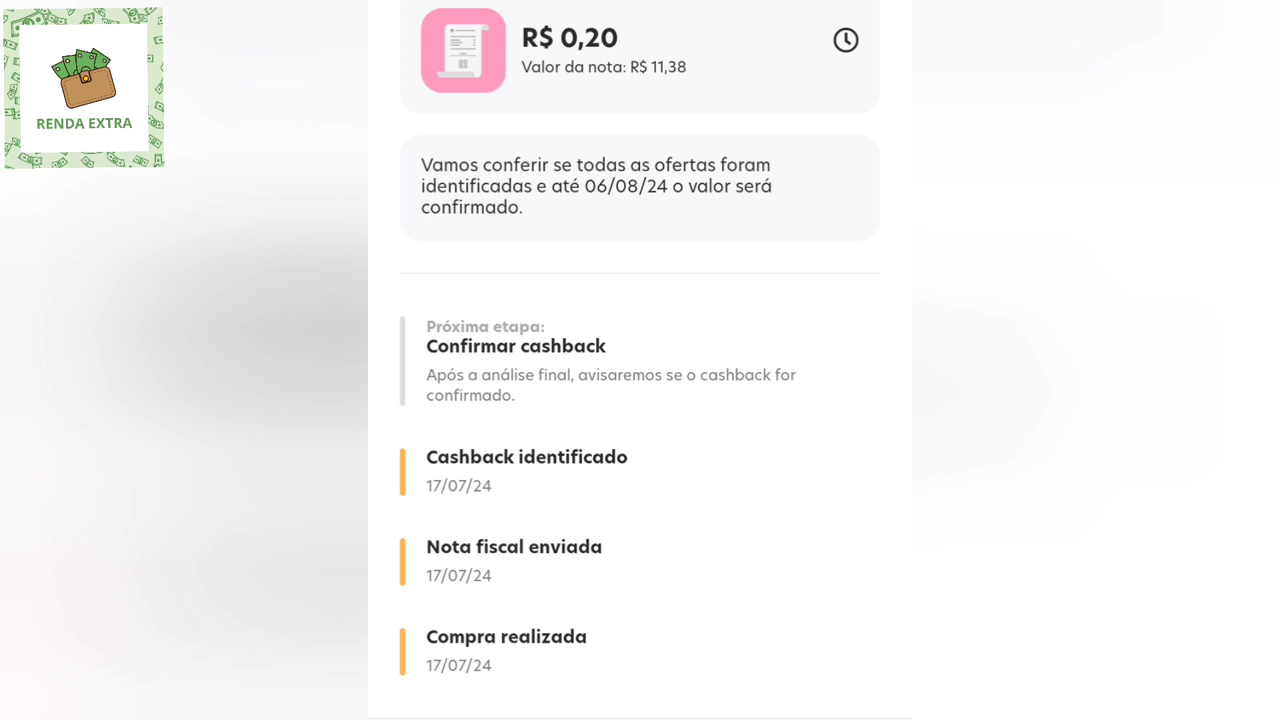 RENDA EXTRA
R$ 0,20
Valor da nota: R$ 11,38
Vamos conferir se todas as ofertas foram
identificadas e até 06/08/24 o valor será
confirmado.
Próxima etapa:
Confirmar cashback
Após a análise final, avisaremos se o cashback for
confirmado.
Cashback identificado
17/07/24
Nota fiscal enviada
17/07/24
Compra realizada
17/07/24